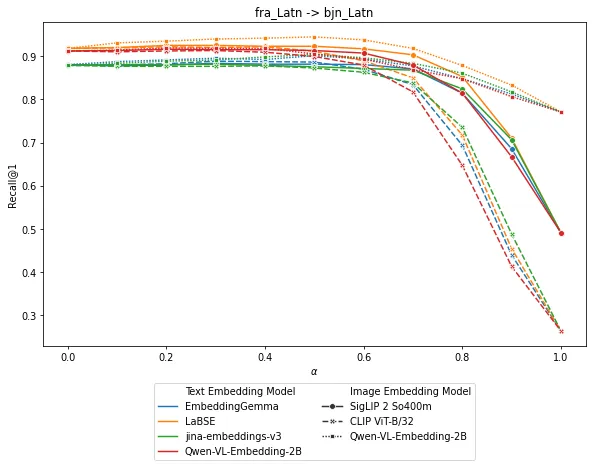 fra_Latn -> bjn_Latn
Recall@1
0.9
0.8
0.7
0.6
0.5
0.4
0.3
0.0
0.2
0.4
0.6
0.8
1.0
α
Text Embedding Model
EmbeddingGemma
LaBSE
jina-embeddings-v3
Qwen-VL-Embedding-2B
Image Embedding Model
SigLIP 2 So400m
CLIP ViT-B/32
Qwen-VL-Embedding-2B